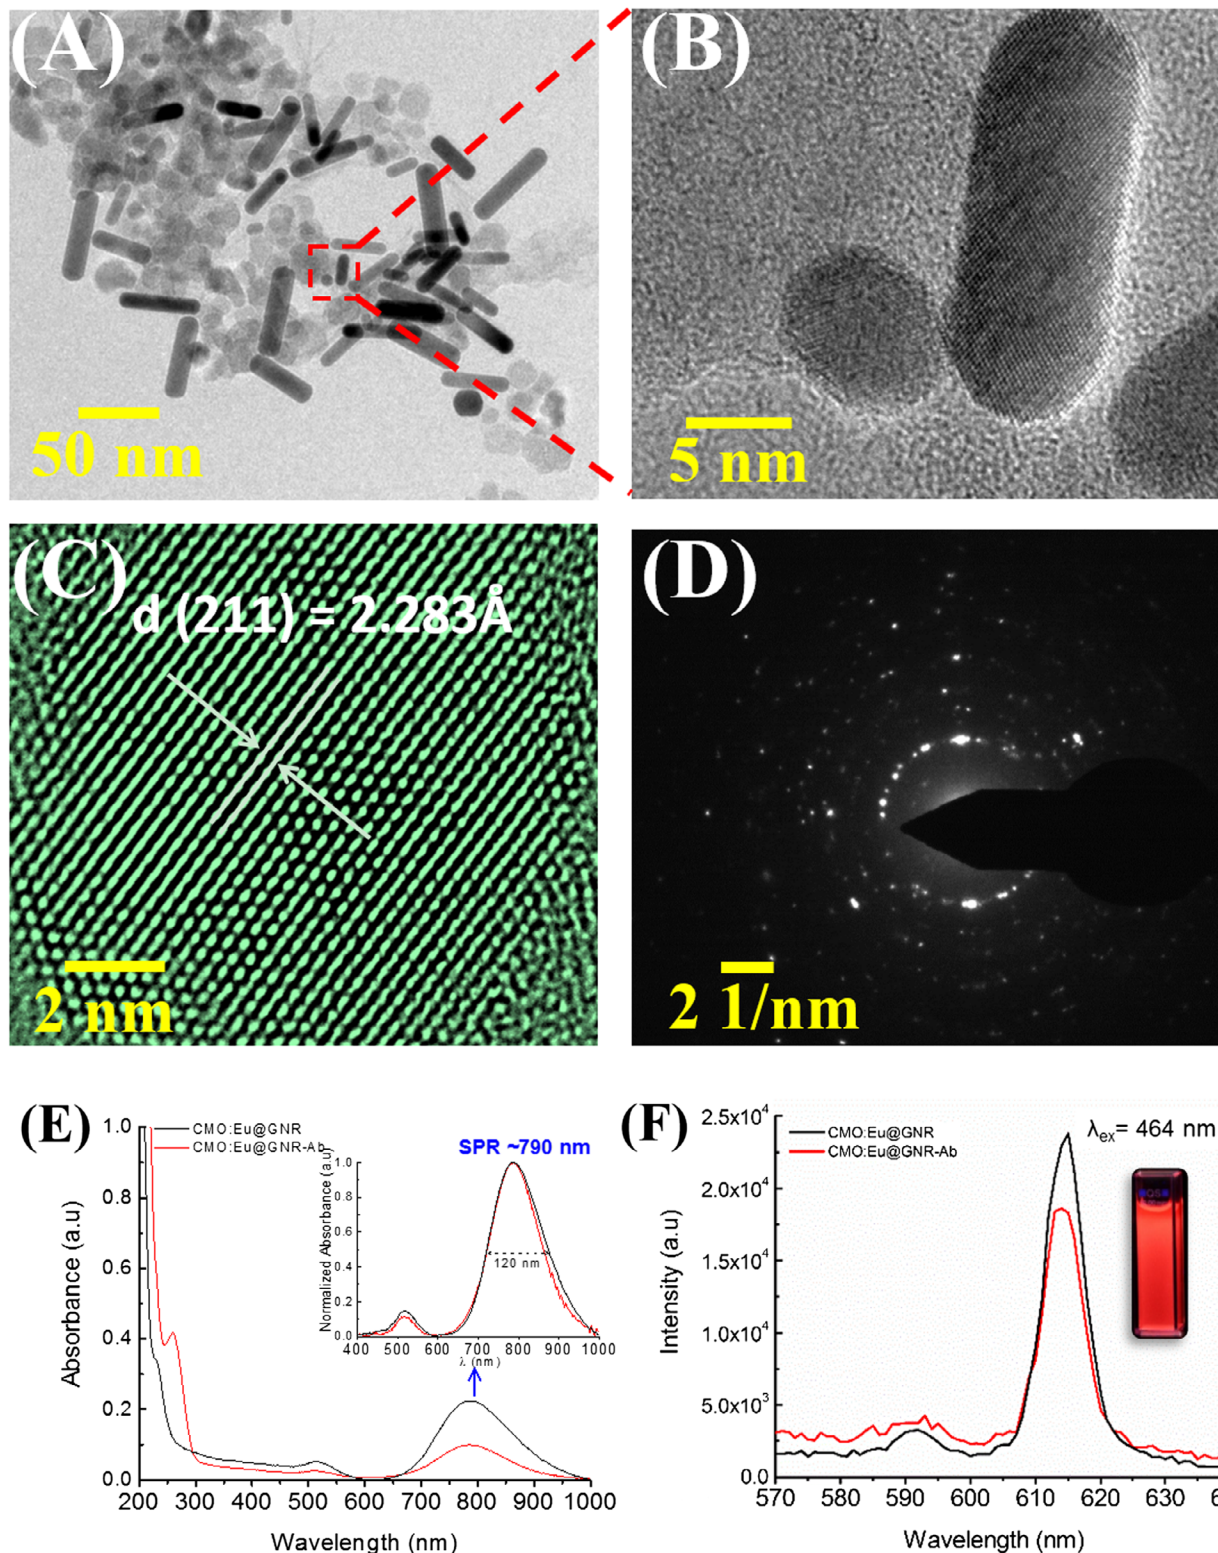 (A)
50 nm
(B)
5 nm
(C)
d (211) = 2.283Å
2 nm
(D)
2 1/nm
(E)
CMO:Eu@GNR
CMO:Eu@GNR-Ab
SPR ~790 nm
Normalized Absorbance (a.u)
1.0
0.8
0.6
0.4
0.2
0.0
120 nm
400 500 600 700 800 900 1000
λ (nm)
Absorbance (a.u)
1.0
0.8
0.6
0.4
0.2
0.0
200 300 400 500 600 700 800 900 1000
Wavelength (nm)
(F)
CMO:Eu@GNR
CMO:Eu@GNR-Ab
λex= 464 nm
Intensity (a.u)
2.5x10⁴
2.0x10⁴
1.5x10⁴
1.0x10⁴
5.0x10³
0.0
570 580 590 600 610 620 630
Wavelength (nm)